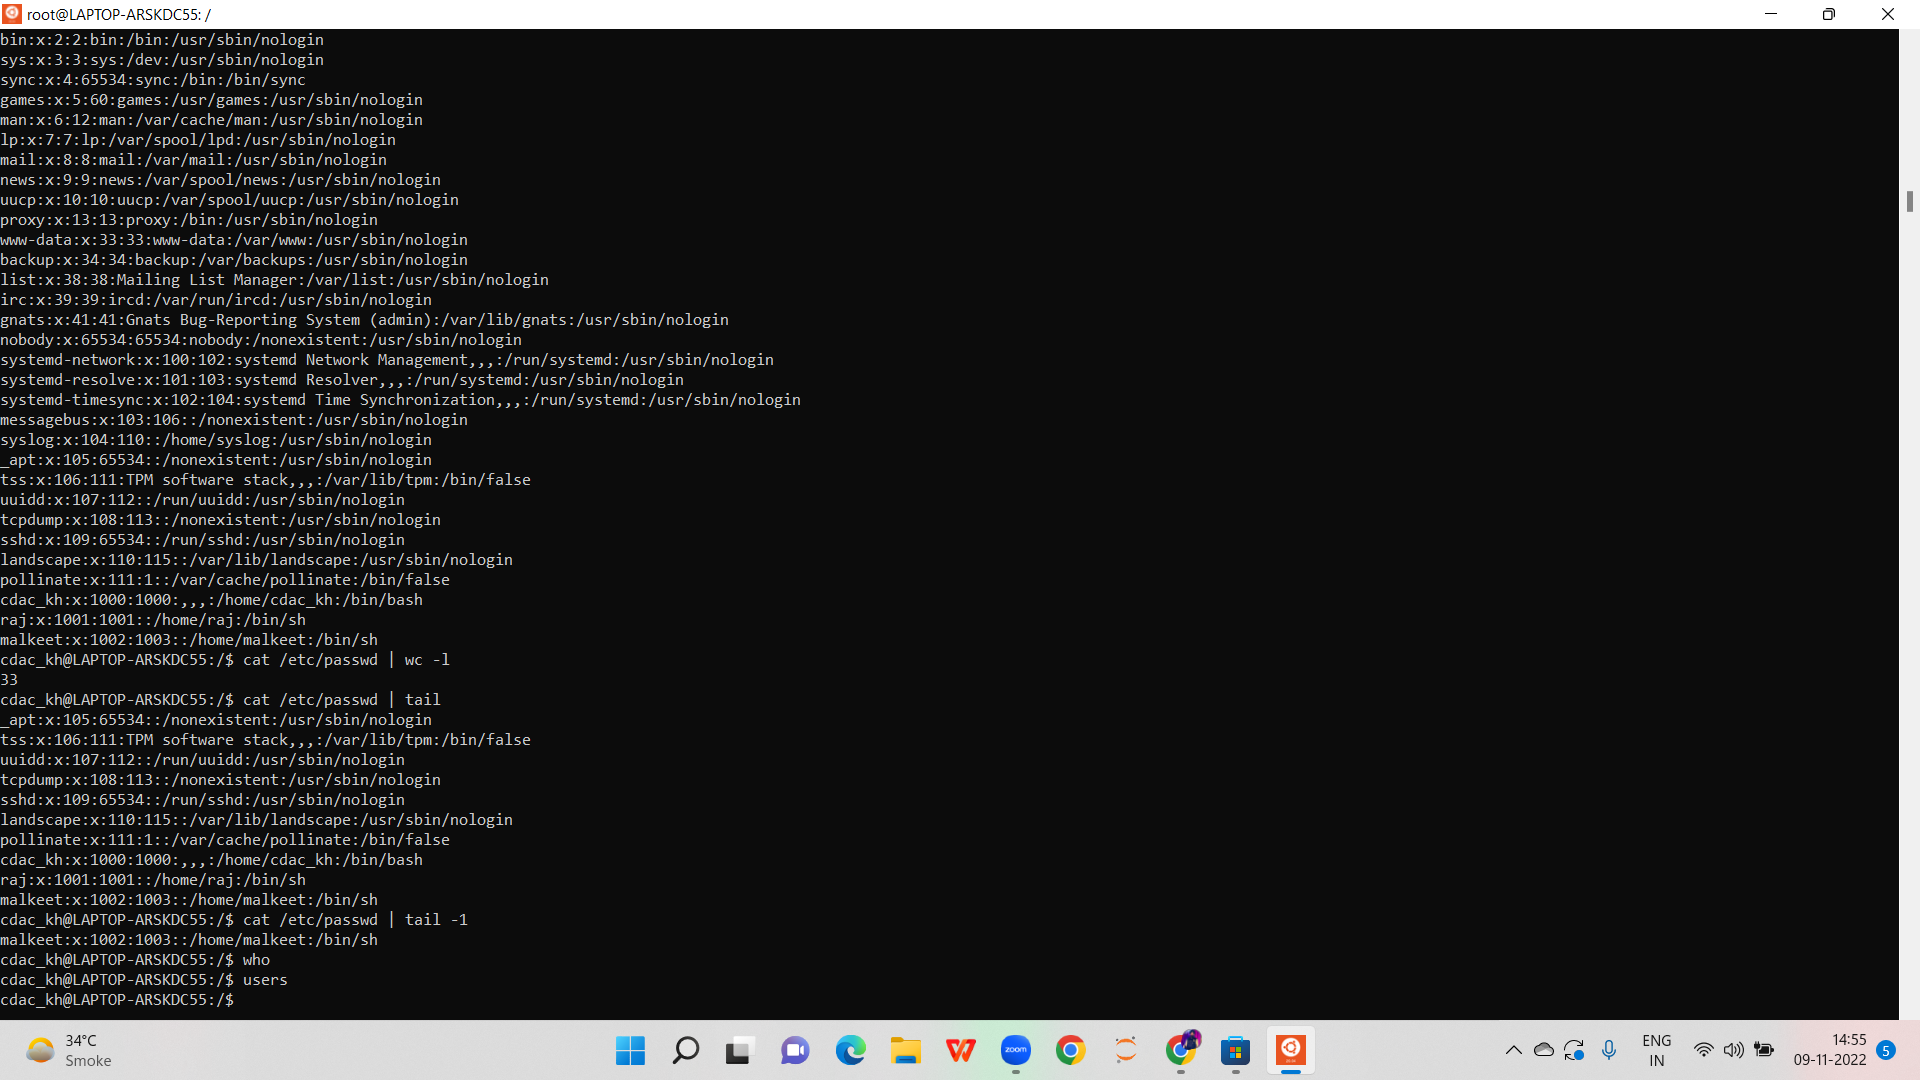 root@LAPTOP-ARSKDC55: /
bin:x:2:2:bin:/bin:/usr/sbin/nologin
sys:x:3:3:sys:/dev:/usr/sbin/nologin
sync:x:4:65534:sync:/bin:/bin/sync
games:x:5:60:games:/usr/games:/usr/sbin/nologin
man:x:6:12:man:/var/cache/man:/usr/sbin/nologin
lp:x:7:7:lp:/var/spool/lpd:/usr/sbin/nologin
mail:x:8:8:mail:/var/mail:/usr/sbin/nologin
news:x:9:9:news:/var/spool/news:/usr/sbin/nologin
uucp:x:10:10:uucp:/var/spool/uucp:/usr/sbin/nologin
proxy:x:13:13:proxy:/bin:/usr/sbin/nologin
www-data:x:33:33:www-data:/var/www:/usr/sbin/nologin
backup:x:34:34:backup:/var/backups:/usr/sbin/nologin
list:x:38:38:Mailing List Manager:/var/list:/usr/sbin/nologin
irc:x:39:39:ircd:/var/run/ircd:/usr/sbin/nologin
gnats:x:41:41:Gnats Bug-Reporting System (admin):/var/lib/gnats:/usr/sbin/nologin
nobody:x:65534:65534:nobody:/nonexistent:/usr/sbin/nologin
systemd-network:x:100:102:systemd Network Management,,,:/run/systemd:/usr/sbin/nologin
systemd-resolve:x:101:103:systemd Resolver,,,:/run/systemd:/usr/sbin/nologin
systemd-timesync:x:102:104:systemd Time Synchronization,,,:/run/systemd:/usr/sbin/nologin
messagebus:x:103:106::/nonexistent:/usr/sbin/nologin
syslog:x:104:110::/home/syslog:/usr/sbin/nologin
_apt:x:105:65534::/nonexistent:/usr/sbin/nologin
tss:x:106:111:TPM software stack,,,:/var/lib/tpm:/bin/false
uuidd:x:107:112::/run/uuidd:/usr/sbin/nologin
tcpdump:x:108:113::/nonexistent:/usr/sbin/nologin
sshd:x:109:65534::/run/sshd:/usr/sbin/nologin
landscape:x:110:115::/var/lib/landscape:/usr/sbin/nologin
pollinate:x:111:1::/var/cache/pollinate:/bin/false
cdac_kh:x:1000:1000:,,,:/home/cdac_kh:/bin/bash
raj:x:1001:1001::/home/raj:/bin/sh
malkeet:x:1002:1003::/home/malkeet:/bin/sh
cdac_kh@LAPTOP-ARSKDC55:/$ cat /etc/passwd | wc -l
33
cdac_kh@LAPTOP-ARSKDC55:/$ cat /etc/passwd | tail
_apt:x:105:65534::/nonexistent:/usr/sbin/nologin
tss:x:106:111:TPM software stack,,,:/var/lib/tpm:/bin/false
uuidd:x:107:112::/run/uuidd:/usr/sbin/nologin
tcpdump:x:108:113::/nonexistent:/usr/sbin/nologin
sshd:x:109:65534::/run/sshd:/usr/sbin/nologin
landscape:x:110:115::/var/lib/landscape:/usr/sbin/nologin
pollinate:x:111:1::/var/cache/pollinate:/bin/false
cdac_kh:x:1000:1000:,,,:/home/cdac_kh:/bin/bash
raj:x:1001:1001::/home/raj:/bin/sh
malkeet:x:1002:1003::/home/malkeet:/bin/sh
cdac_kh@LAPTOP-ARSKDC55:/$ cat /etc/passwd | tail -1
malkeet:x:1002:1003::/home/malkeet:/bin/sh
cdac_kh@LAPTOP-ARSKDC55:/$ who
cdac_kh@LAPTOP-ARSKDC55:/$ users
cdac_kh@LAPTOP-ARSKDC55:/$
34°C
Smoke
zoom
ENG
IN
14:55
09-11-2022
5